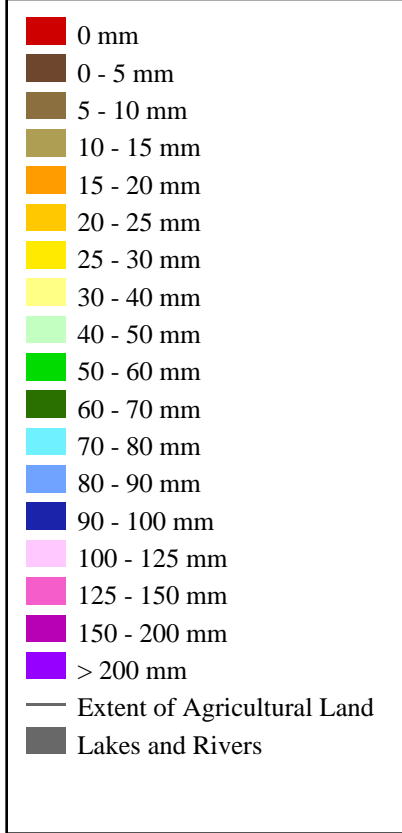 0 mm
0 - 5 mm
5 - 10 mm
10 - 15 mm
15 - 20 mm
20 - 25 mm
25 - 30 mm
30 - 40 mm
40 - 50 mm
50 - 60 mm
60 - 70 mm
70 - 80 mm
80 - 90 mm
90 - 100 mm
100 - 125 mm
125 - 150 mm
150 - 200 mm
> 200 mm
Extent of Agricultural Land
Lakes and Rivers